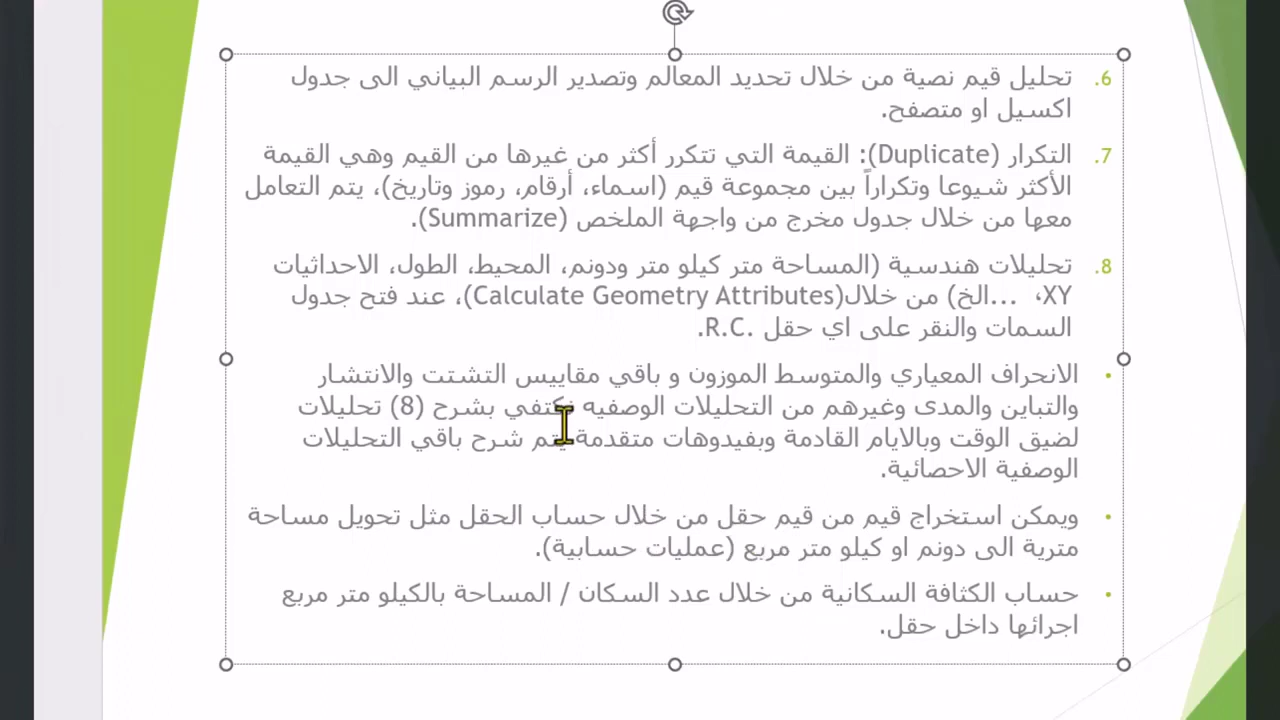 6. تحليل قيم نصية من خلال تحديد المعالم وتصدير الرسم البياني الى جدول
اكسيل او متصفح.
7. التكرار (Duplicate): القيمة التي تتكرر أكثر من غيرها من القيم وهي القيمة
الأكثر شيوعا وتكراراً بين مجموعة قيم (اسماء، أرقام، رموز وتاريخ)، يتم التعامل
معها من خلال جدول مخرج من واجهة الملخص (Summarize).
8. تحليلات هندسية (المساحة متر كيلو متر ودونم، المحيط، الطول، الاحداثيات
XY، ...الخ) من خلال(Calculate Geometry Attributes)، عند فتح جدول
السمات والنقر على اي حقل R.C.
• الانحراف المعياري والمتوسط الموزون و باقي مقاييس التشتت والانتشار
والتباين والمدى وغيرهم من التحليلات الوصفيه بشرح (8) تحليلات
لضيق الوقت وبالايام القادمة وبفيدوهات متقدمة شرح باقي التحليلات
الوصفية الاحصائية.
• ويمكن استخراج قيم من قيم حقل من خلال حساب الحقل مثل تحويل مساحة
مترية الى دونم او كيلو متر مربع (عمليات حسابية).
• حساب الكثافة السكانية من خلال عدد السكان / المساحة بالكيلو متر مربع
اجرائها داخل حقل.